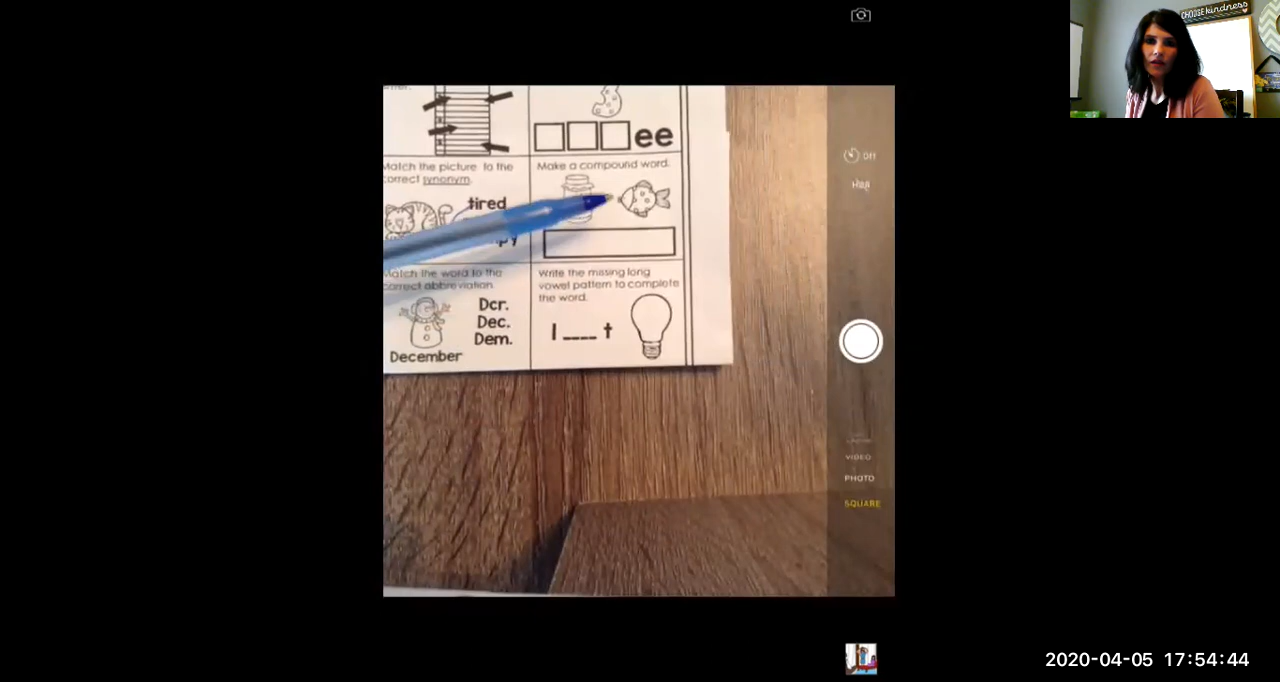 CHOOSE kindness
Off
ee
Match the picture to the
correct synonym.
Make a compound word.
tired
Match the word to the
correct abbreviation.
Write the missing long
vowel pattern to complete
the word.
Dcr.
Dec.
Dem.
l ___ t
December
VIDEO
PHOTO
SQUARE
2020-04-05 17:54:44